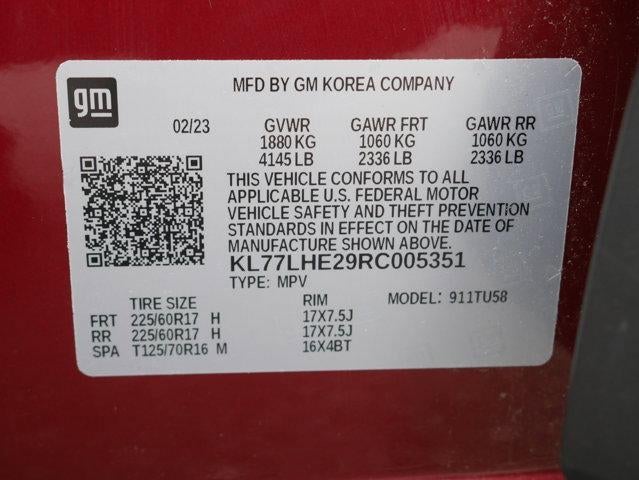 gm
MFD BY GM KOREA COMPANY
02/23 GVWR GAWR FRT GAWR RR
1880 KG 1060 KG 1060 KG
4145 LB 2336 LB 2336 LB
THIS VEHICLE CONFORMS TO ALL
APPLICABLE U.S. FEDERAL MOTOR
VEHICLE SAFETY AND THEFT PREVENTION
STANDARDS IN EFFECT ON THE DATE OF
MANUFACTURE SHOWN ABOVE.
KL77LHE29RC005351
TYPE: MPV
TIRE SIZE RIM MODEL: 911TU58
FRT 225/60R17 H 17X7.5J
RR 225/60R17 H 17X7.5J
SPA T125/70R16 M 16X4BT